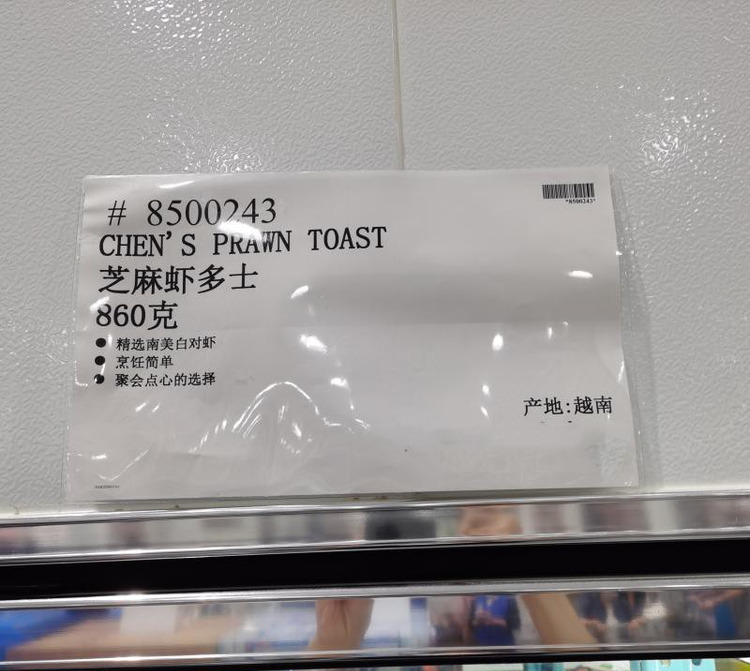 # 8500243
*8500243*
CHEN'S PRAWN TOAST
芝麻虾多士
860克
● 精选南美白对虾
● 烹饪简单
● 聚会点心的选择
产地:越南